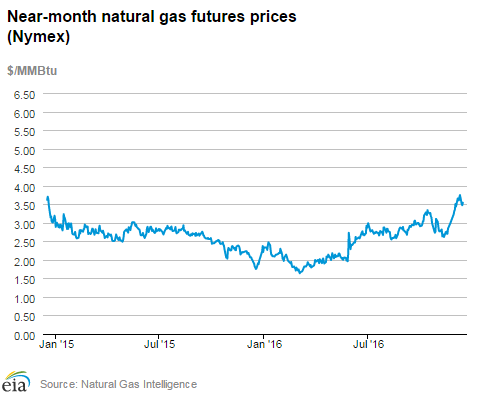 Near-month natural gas futures prices
(Nymex)
$/MMBtu
6.50
6.00
5.50
5.00
4.50
4.00
3.50
3.00
2.50
2.00
1.50
1.00
0.50
0.00
Jan '15
Jul '15
Jan '16
Jul '16
eia
Source: Natural Gas Intelligence